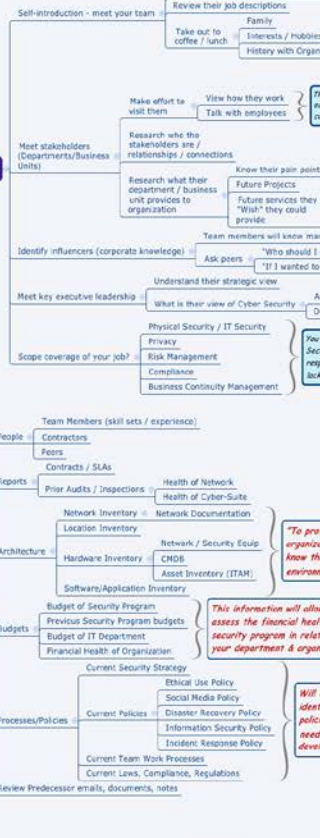 Self-introduction - meet your team
Review their job descriptions
Take out to
coffee / lunch
Family
Interests / Hobbies
History with Organ
Meet stakeholders
(Departments/Business
Units)
Make effort to
visit them
View how they work
Talk with employees
Research who the
stakeholders are /
relationships / connections
Research what their
department / business
unit provides to
organization
Know their pain point
Future Projects
Future services they
"Wish" they could
provide
Identify influencers (corporate knowledge)
Team members will know
Ask peers
"Who should I
"If I wanted to
Meet key executive leadership
Understand their strategic view
What is their view of Cyber Security
Scope coverage of your job?
Physical Security / IT Security
Privacy
Risk Management
Compliance
Business Continuity Management
You
Sec
resp
lack
eople
Team Members (skill sets / experience)
Contractors
Peers
eports
Contracts / SLAs
Prior Audits / Inspections
Health of Network
Health of Cyber-Suite
Architecture
Network Inventory
Network Documentation
Location Inventory
Hardware Inventory
Network / Security Equip
CMDB
Asset Inventory (ITAM)
Software/Application Inventory
"To pro
organiza
know th
environm
udgets
Budget of Security Program
Previous Security Program budgets
Budget of IT Department
Financial Health of Organization
This information will allo
assess the financial heal
security program in relat
your department & organ
Processes/Policies
Current Security Strategy
Current Policies
Ethical Use Policy
Social Media Policy
Disaster Recovery Policy
Information Security Policy
Incident Response Policy
Current Team Work Processes
Current Laws, Compliance, Regulations
Will
ident
polic
need
devel
Review Predecessor emails, documents, notes